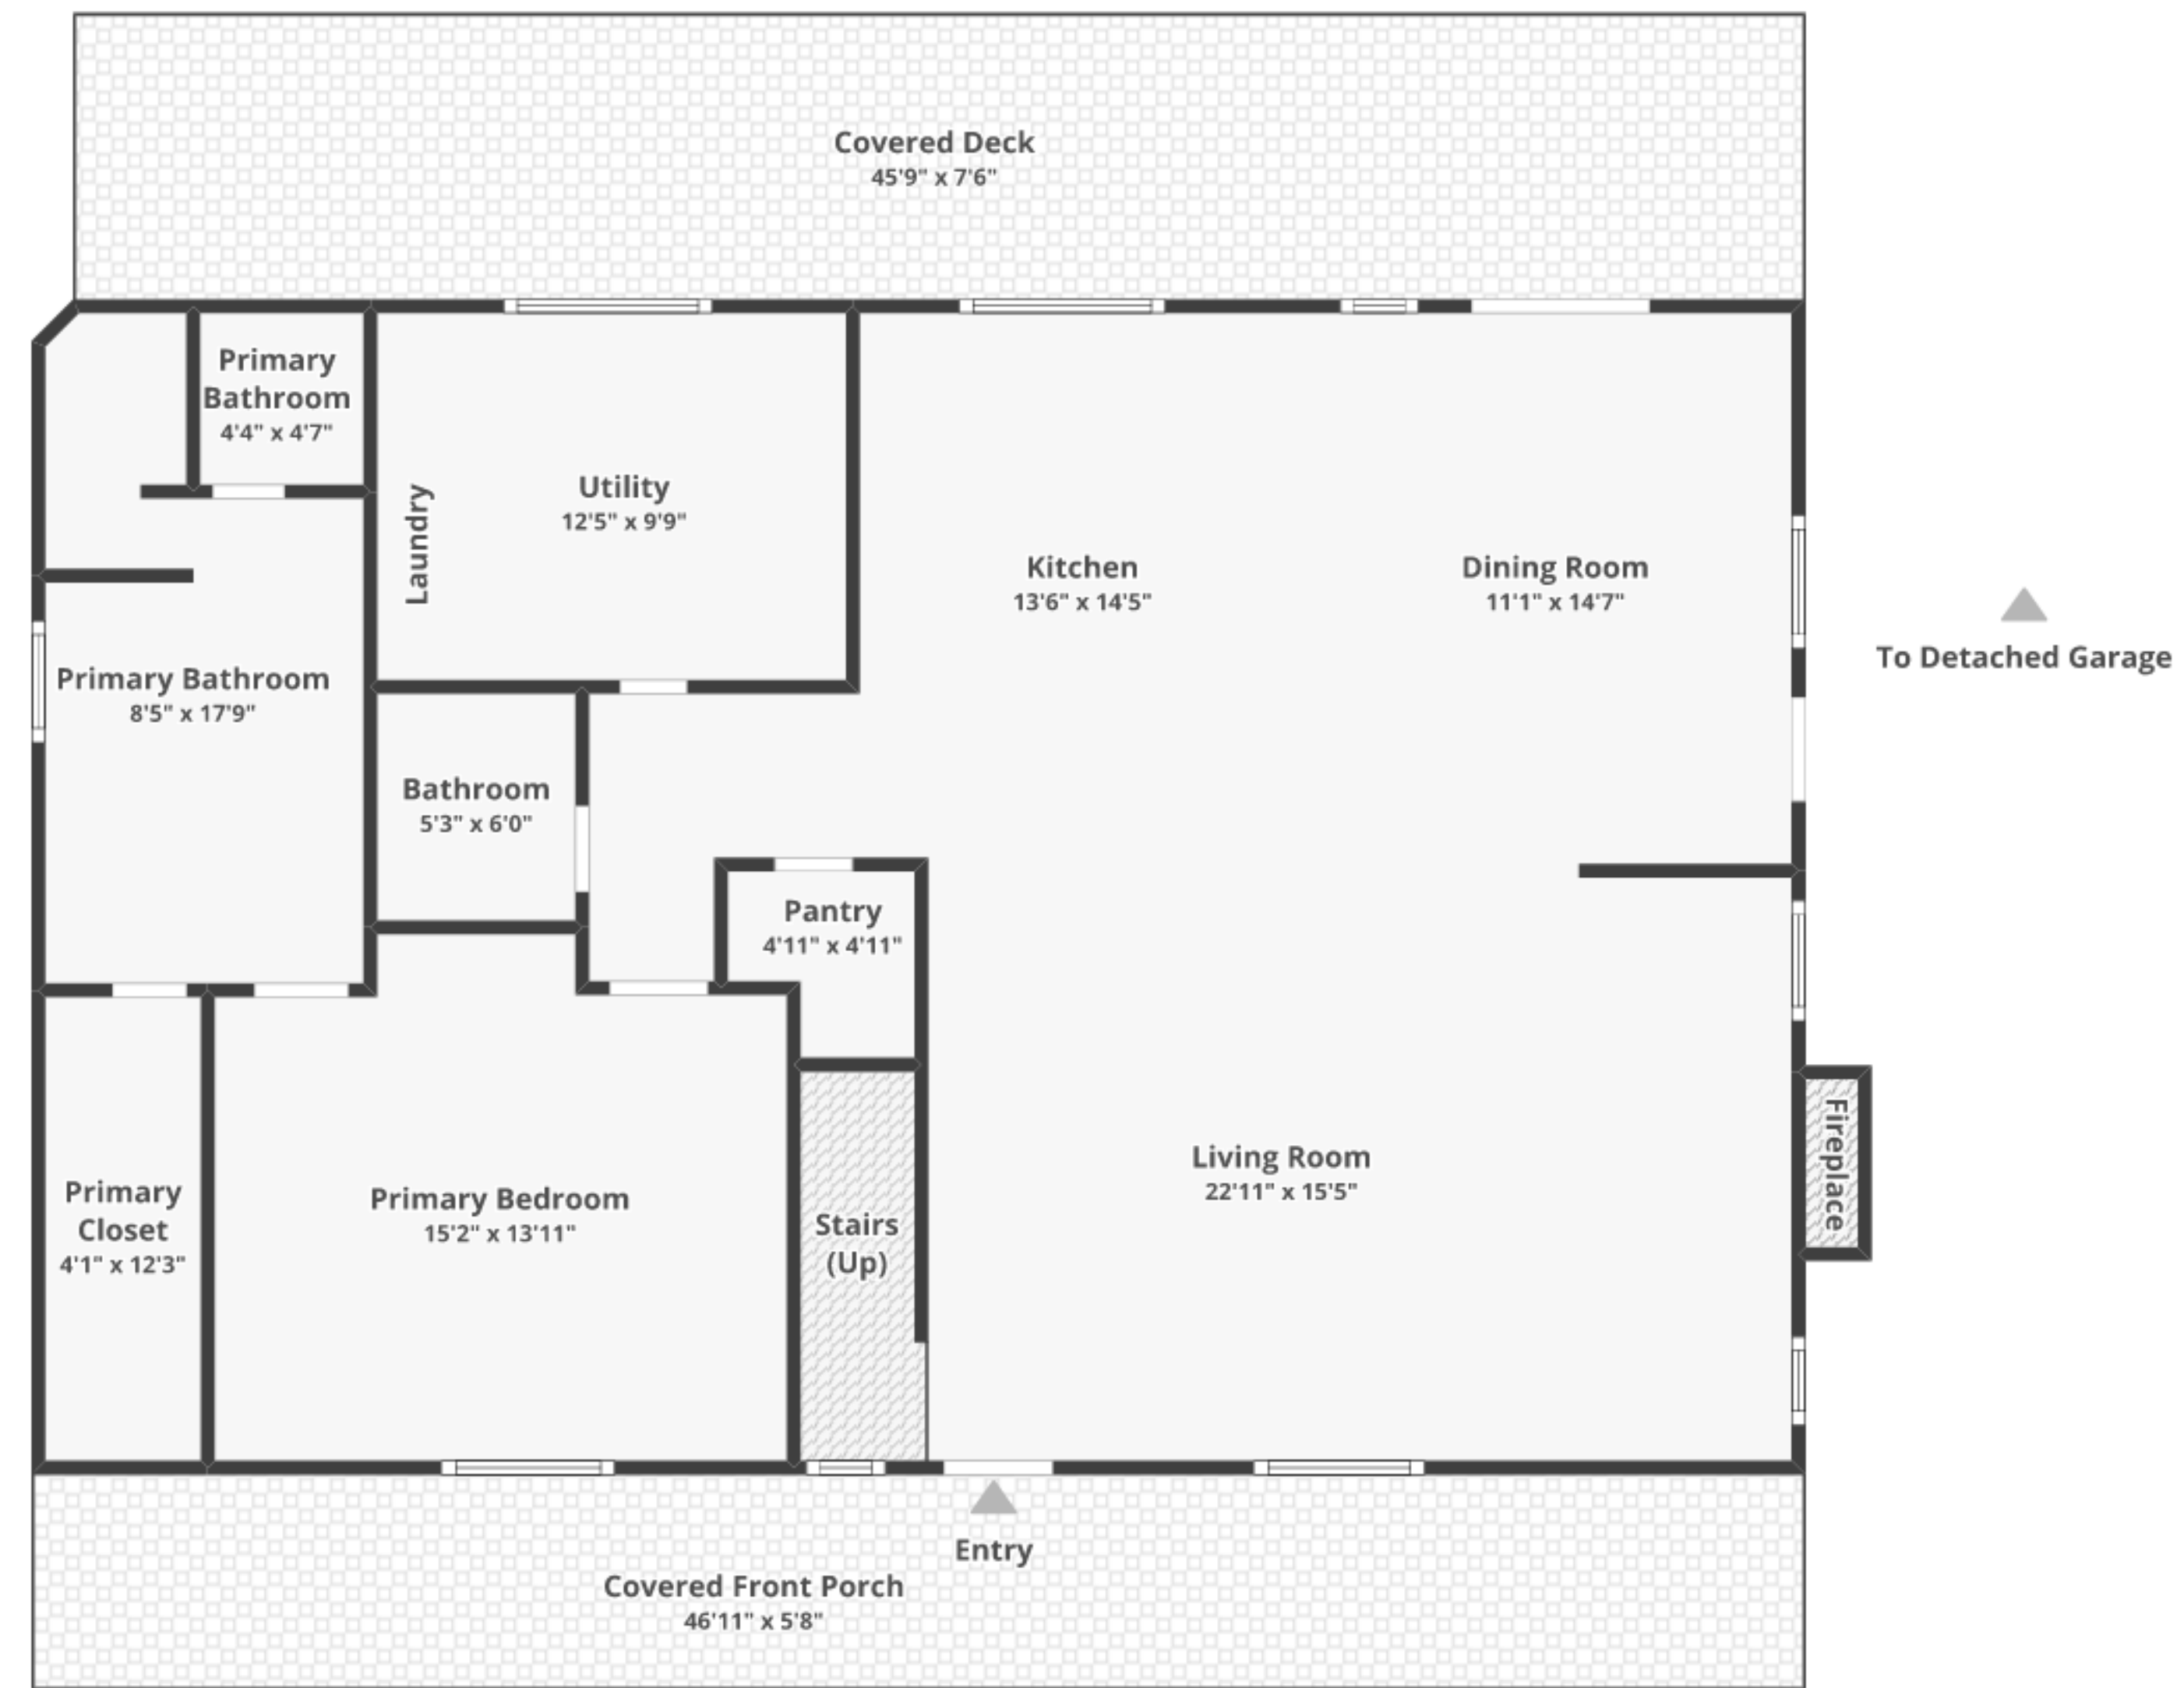 Covered Deck
45'9" x 7'6"
Primary
Bathroom
4'4" x 4'7"
Laundry
Utility
12'5" x 9'9"
Kitchen
13'6" x 14'5"
Dining Room
11'1" x 14'7"
To Detached Garage
Primary Bathroom
8'5" x 17'9"
Bathroom
5'3" x 6'0"
Pantry
4'11" x 4'11"
Primary
Closet
4'1" x 12'3"
Primary Bedroom
15'2" x 13'11"
Stairs
(Up)
Living Room
22'11" x 15'5"
Fireplace
Entry
Covered Front Porch
46'11" x 5'8"